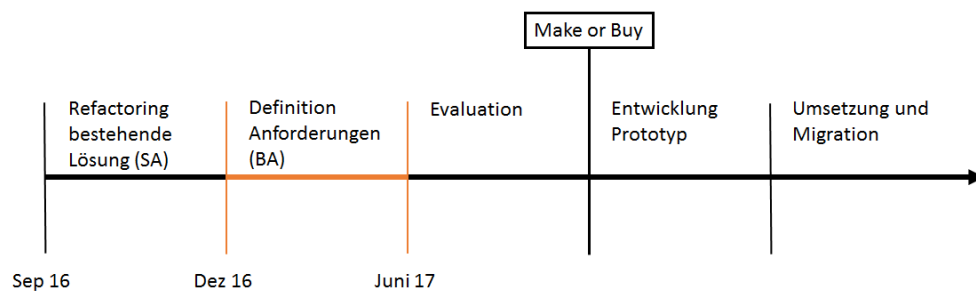 Make or Buy
Refactoring
bestehende
Lösung (SA)
Definition
Anforderungen
(BA)
Evaluation
Entwicklung
Prototyp
Umsetzung und
Migration
Sep 16
Dez 16
Juni 17